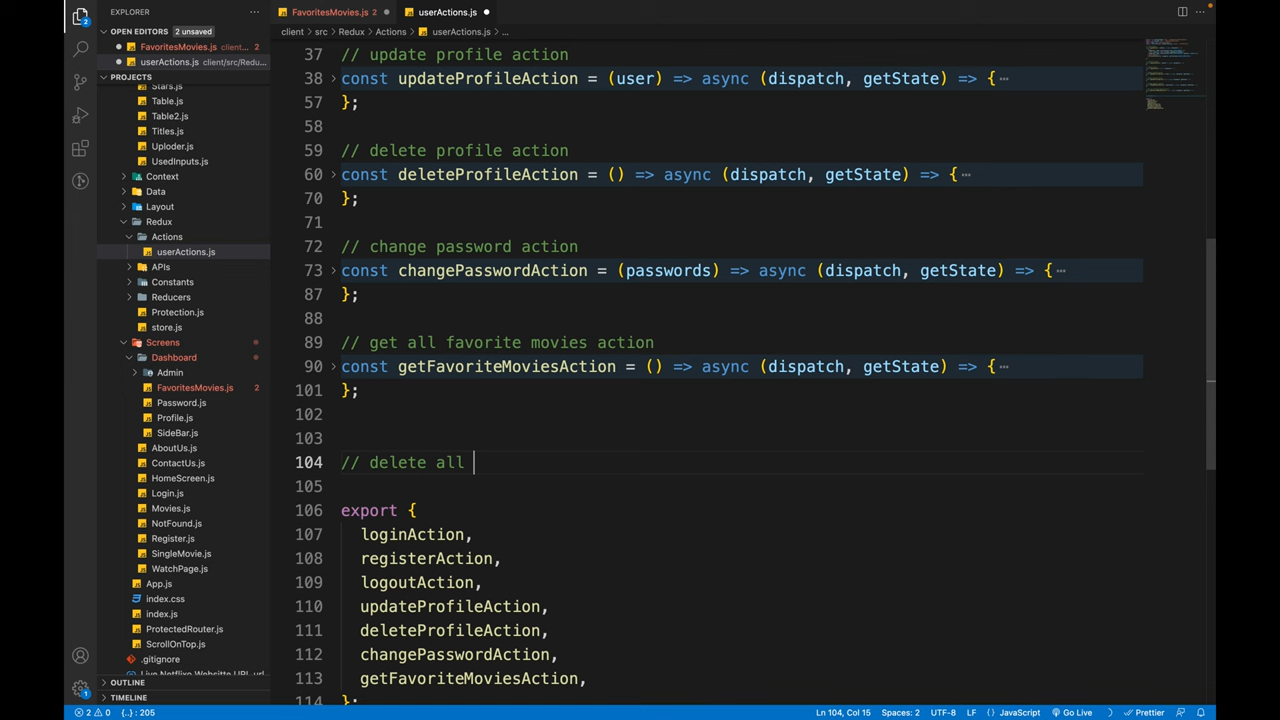 EXPLORER
OPEN EDITORS 2 unsaved
FavoritesMovies.js client... 2
userActions.js client/src/Redu...
PROJECTS
Stars.js
Table.js
Table2.js
Titles.js
Uploder.js
UsedInputs.js
Context
Data
Layout
Redux
Actions
userActions.js
APIs
Constants
Reducers
Protection.js
store.js
Screens
Dashboard
Admin
FavoritesMovies.js 2
Password.js
Profile.js
SideBar.js
AboutUs.js
ContactUs.js
HomeScreen.js
Login.js
Movies.js
NotFound.js
Register.js
SingleMovie.js
WatchPage.js
App.js
index.css
index.js
ProtectedRouter.js
ScrollOnTop.js
.gitignore
Live Netflixo Websitte URL.url
OUTLINE
TIMELINE
FavoritesMovies.js 2
userActions.js
client > src > Redux > Actions > userActions.js > ...
37 // update profile action
38 const updateProfileAction = (user) => async (dispatch, getState) => {…
57 };
58
59 // delete profile action
60 const deleteProfileAction = () => async (dispatch, getState) => {…
70 };
71
72 // change password action
73 const changePasswordAction = (passwords) => async (dispatch, getState) => {…
87 };
88
89 // get all favorite movies action
90 const getFavoriteMoviesAction = () => async (dispatch, getState) => {…
101 };
102
103
104 // delete all
105
106 export {
107 loginAction,
108 registerAction,
109 logoutAction,
110 updateProfileAction,
111 deleteProfileAction,
112 changePasswordAction,
113 getFavoriteMoviesAction,
114 };
2 0 {..} : 205
Ln 104, Col 15 Spaces: 2 UTF-8 LF {} JavaScript Go Live Prettier
2
1